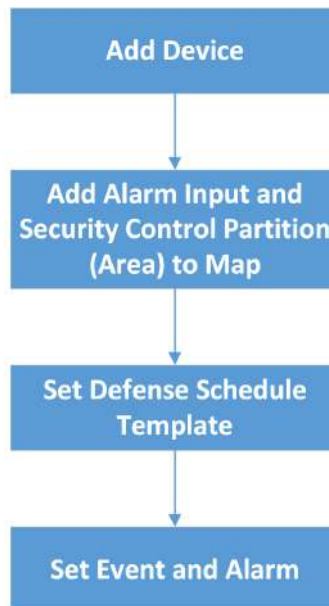 Add Device
Add Alarm Input and
Security Control Partition
(Area) to Map
Set Defense Schedule
Template
Set Event and Alarm